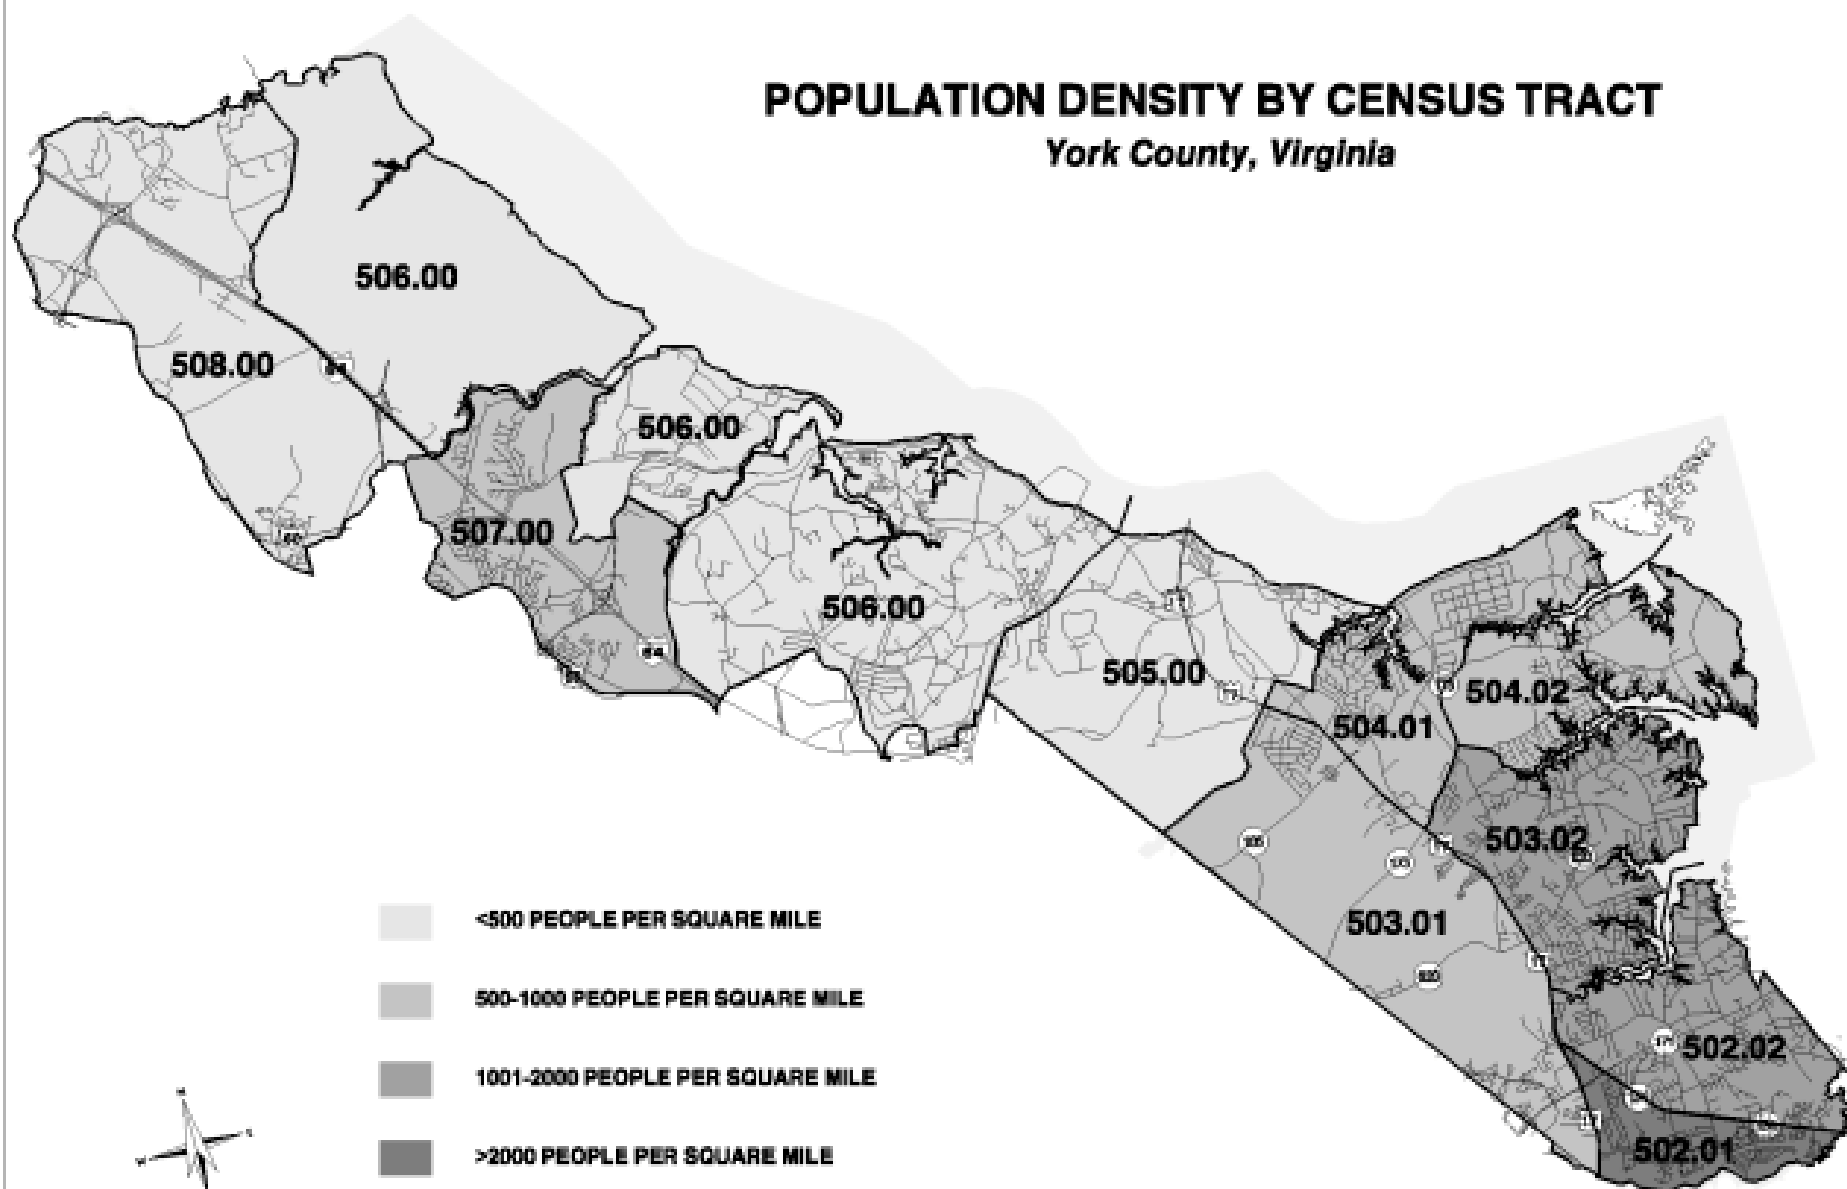 POPULATION DENSITY BY CENSUS TRACT
York County, Virginia
506.00
508.00
506.00
507.00
64
506.00
505.00
504.02
504.01
503.02
503.01
502.02
502.01
<500 PEOPLE PER SQUARE MILE
500-1000 PEOPLE PER SQUARE MILE
1001-2000 PEOPLE PER SQUARE MILE
>2000 PEOPLE PER SQUARE MILE